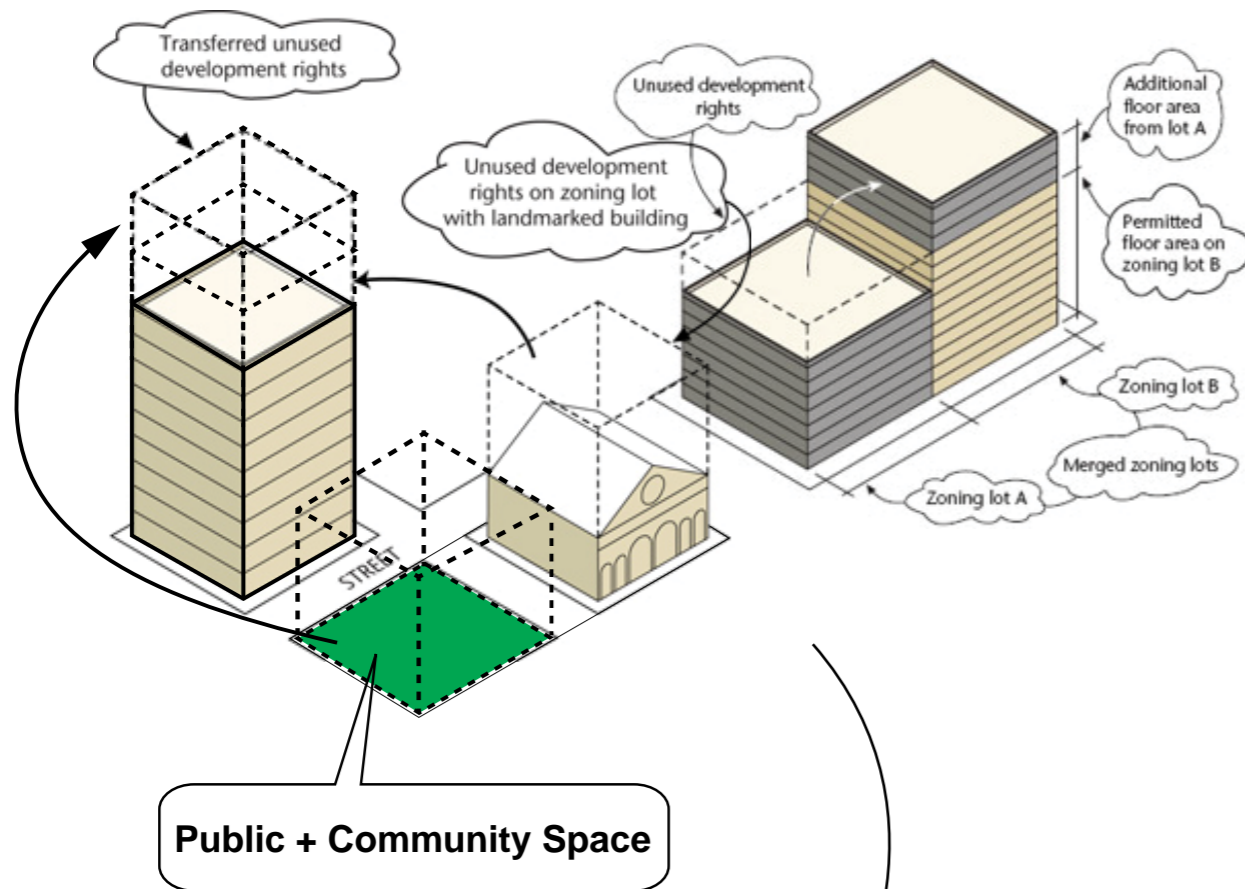 Transferred unused
development rights
Unused development
rights
Unused development
rights on zoning lot
with landmarked building
Additional
floor area
from lot A
Permitted
floor area on
zoning lot B
Zoning lot B
Merged zoning lots
Zoning lot A
STREET
Public + Community Space